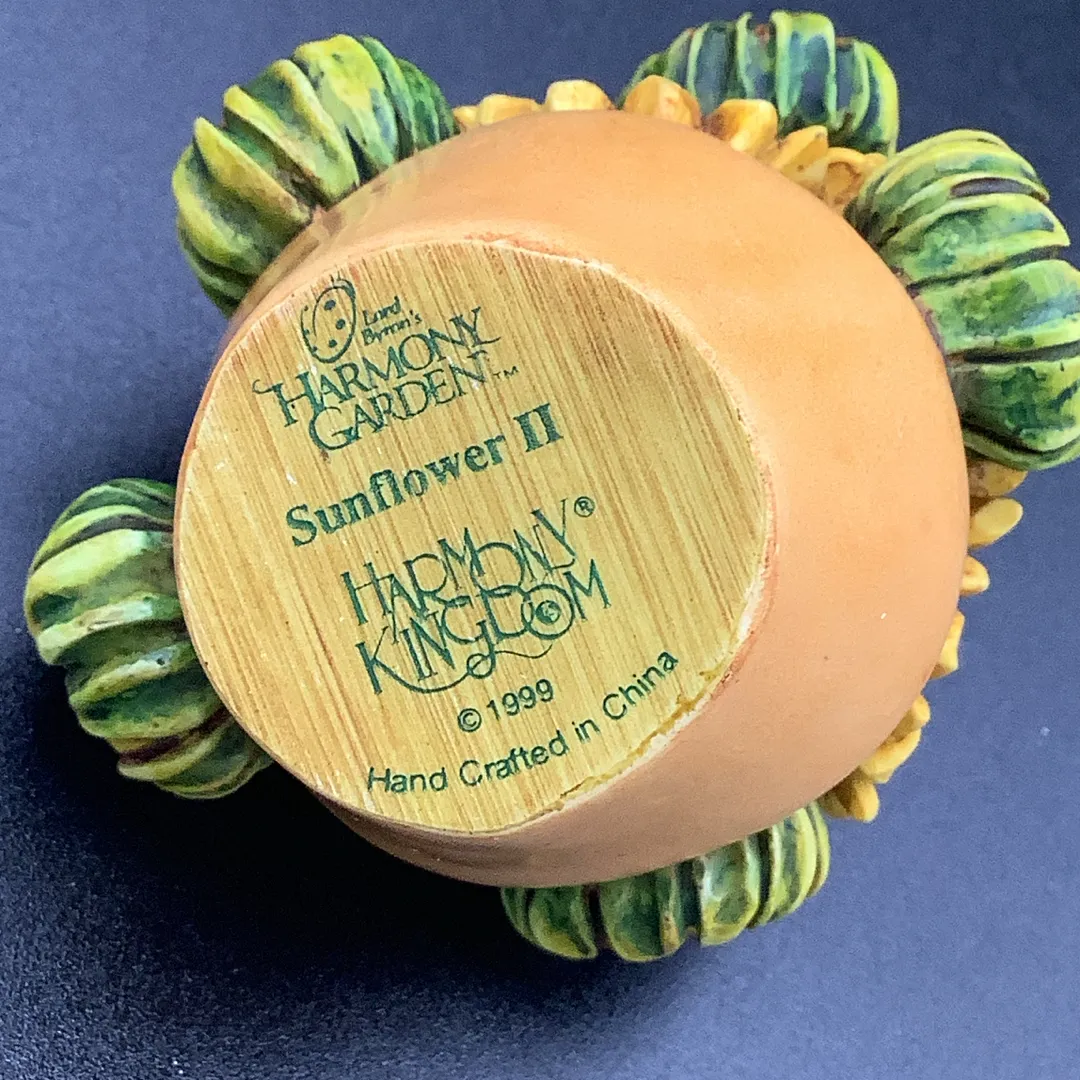 Lord
Byron's
HARMONY
GARDEN™
Sunflower II
HARMONY®
KINGDOM
© 1999
Hand Crafted in China